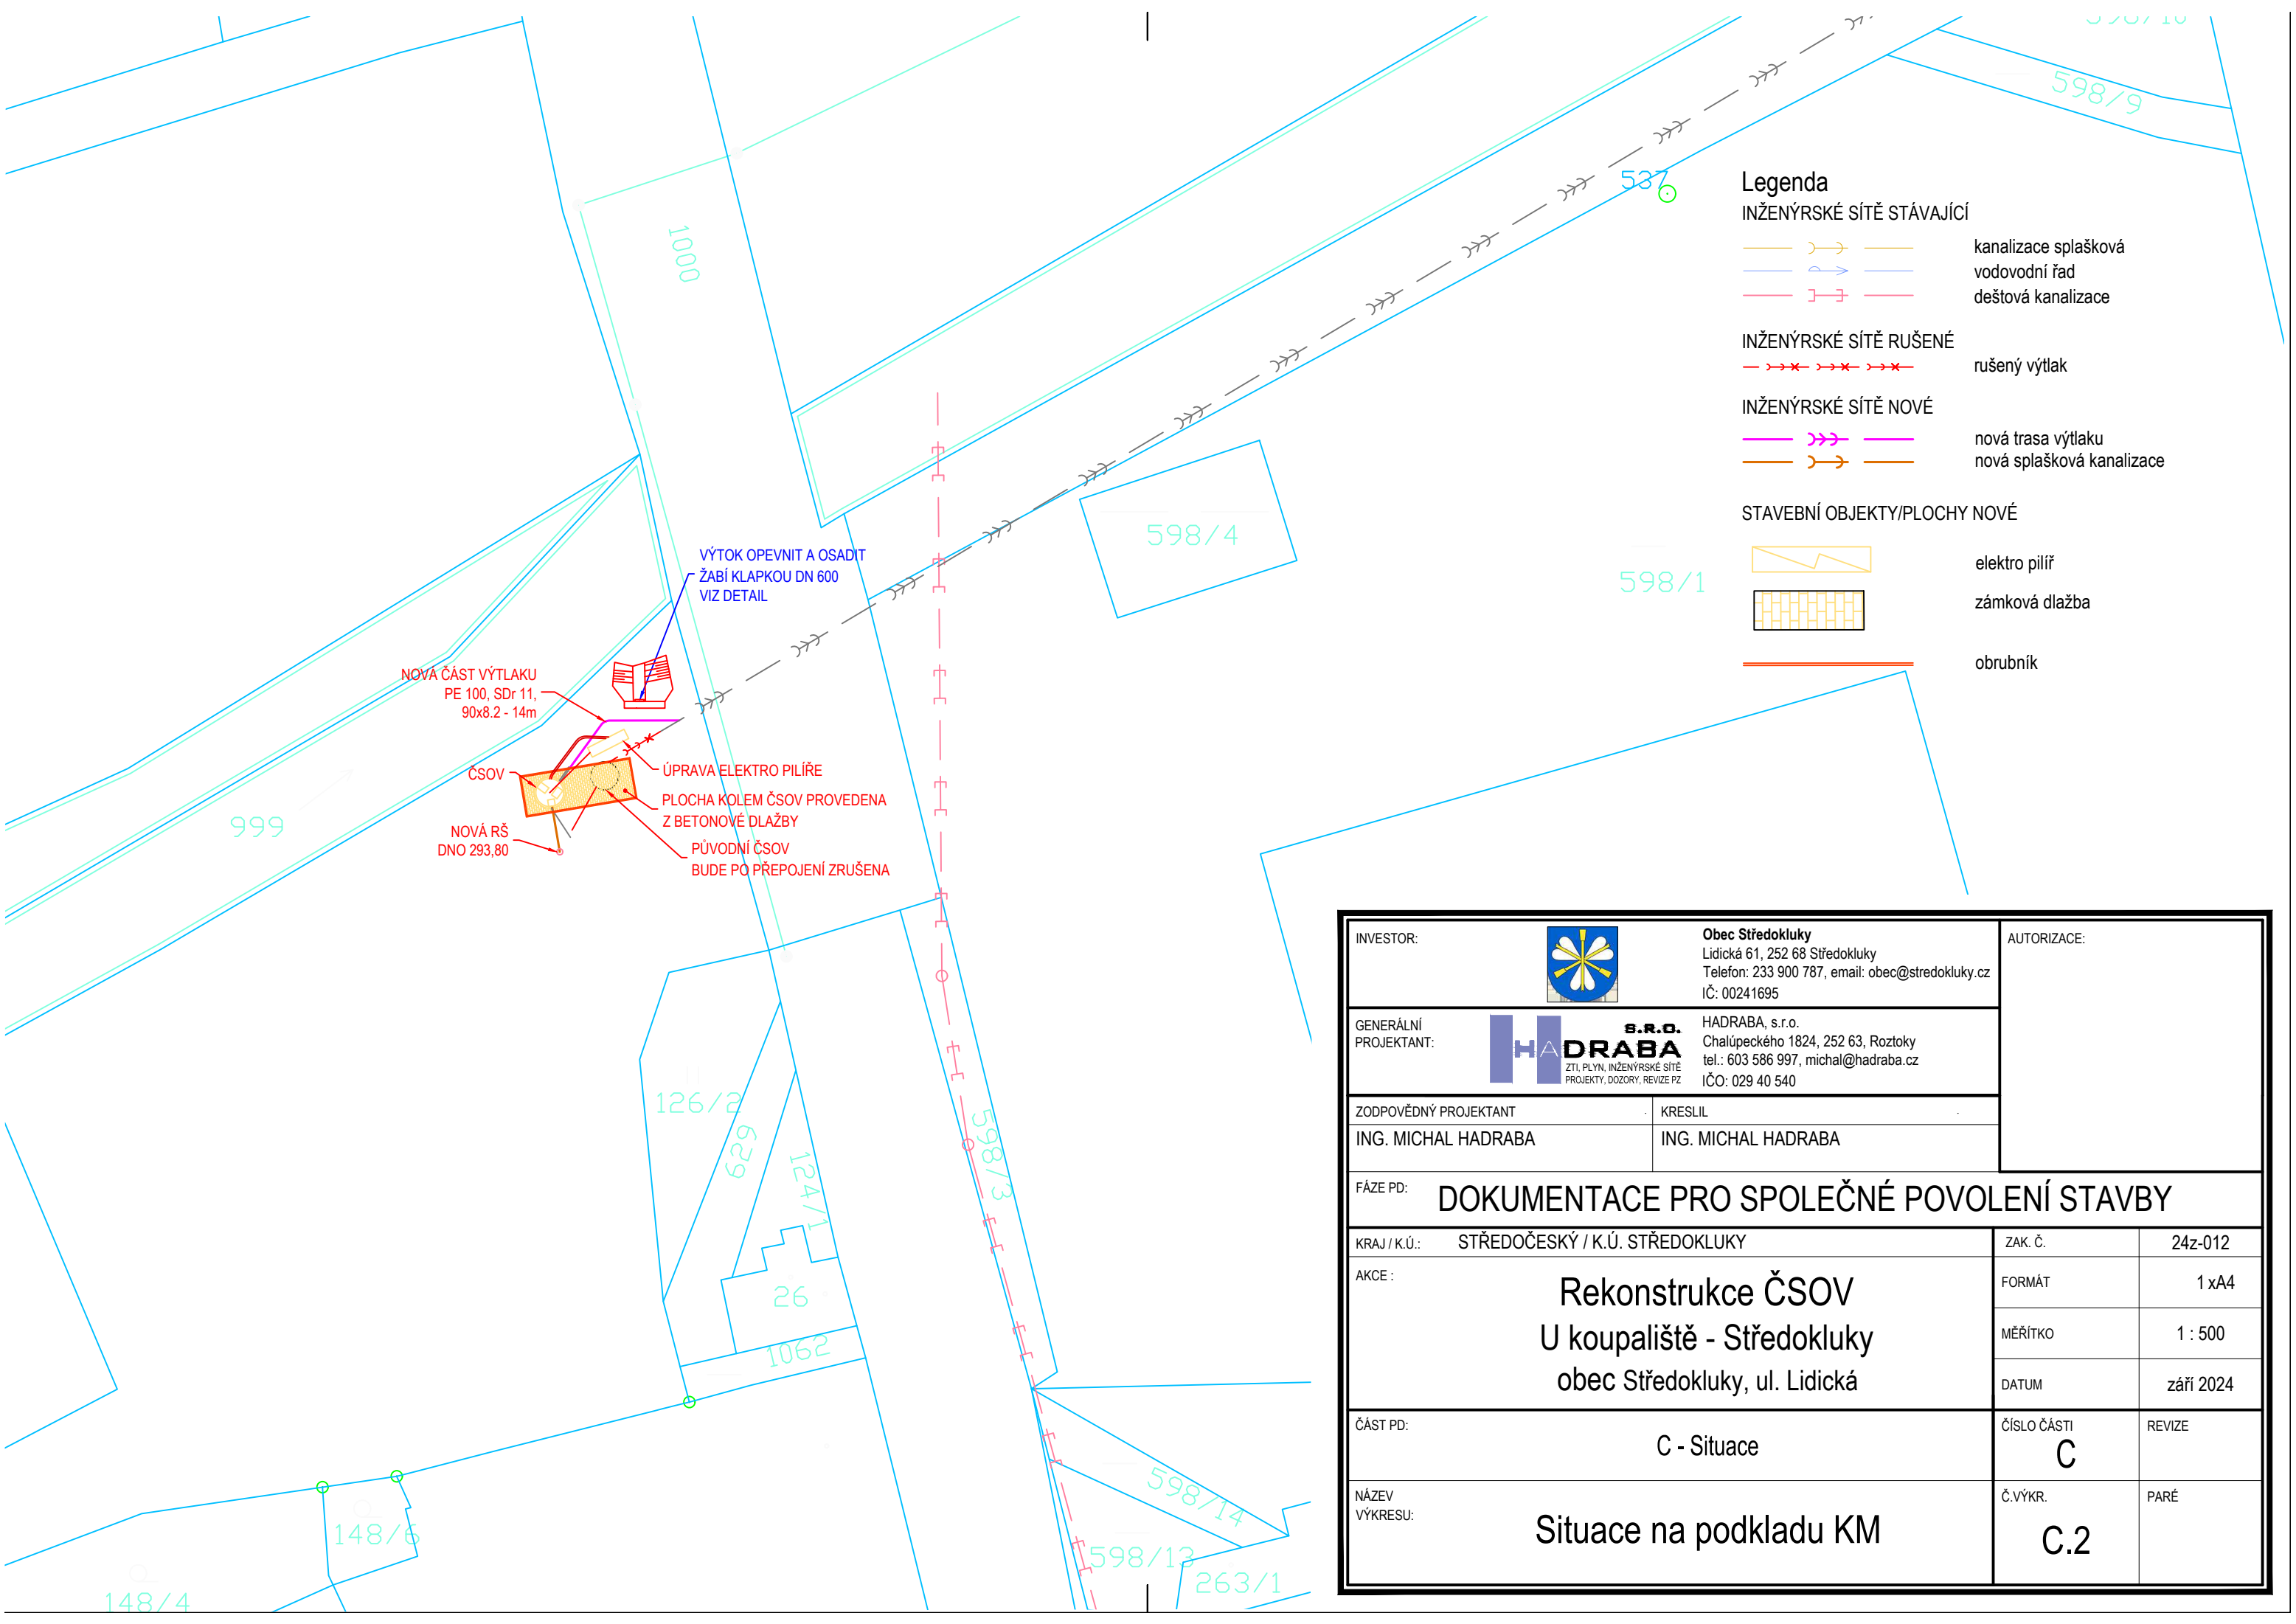 598/9
537
1000
Legenda
INŽENÝRSKÉ SÍTĚ STÁVAJÍCÍ
kanalizace splašková
vodovodní řad
deštová kanalizace
INŽENÝRSKÉ SÍTĚ RUŠENÉ
rušený výtlak
INŽENÝRSKÉ SÍTĚ NOVÉ
nová trasa výtlaku
nová splašková kanalizace
STAVEBNÍ OBJEKTY/PLOCHY NOVÉ
elektro pilíř
zámková dlažba
obrubník
598/4
598/1
VÝTOK OPEVNIT A OSADIT
ŽABÍ KLAPKOU DN 600
VIZ DETAIL
NOVÁ ČÁST VÝTLAKU
PE 100, SDr 11,
90x8.2 - 14m
ČSOV
ÚPRAVA ELEKTRO PILÍŘE
PLOCHA KOLEM ČSOV PROVEDENA
Z BETONOVÉ DLAŽBY
NOVÁ RŠ
DNO 293,80
PŮVODNÍ ČSOV
BUDE PO PŘEPOJENÍ ZRUŠENA
999
126/2
629
124/1
598/3
26
1062
148/6
148/4
598/14
598/13
263/1
INVESTOR:
Obec Středokluky
Lidická 61, 252 68 Středokluky
Telefon: 233 900 787, email: obec@stredokluky.cz
IČ: 00241695
AUTORIZACE:
GENERÁLNÍ
PROJEKTANT:
S.R.O.
HADRABA
ZTI, PLYN, INŽENÝRSKÉ SÍTĚ
PROJEKTY, DOZORY, REVIZE PZ
HADRABA, s.r.o.
Chalúpeckého 1824, 252 63, Roztoky
tel.: 603 586 997, michal@hadraba.cz
IČO: 029 40 540
ZODPOVĚDNÝ PROJEKTANT
KRESLIL
ING. MICHAL HADRABA
ING. MICHAL HADRABA
FÁZE PD:
DOKUMENTACE PRO SPOLEČNÉ POVOLENÍ STAVBY
KRAJ / K.Ú.:
STŘEDOČESKÝ / K.Ú. STŘEDOKLUKY
ZAK. Č.
24z-012
AKCE :
Rekonstrukce ČSOV
U koupaliště - Středokluky
obec Středokluky, ul. Lidická
FORMÁT
1 xA4
MĚŘÍTKO
1 : 500
DATUM
září 2024
ČÁST PD:
C - Situace
ČÍSLO ČÁSTI
C
REVIZE
NÁZEV
VÝKRESU:
Situace na podkladu KM
Č.VÝKR.
C.2
PARÉ